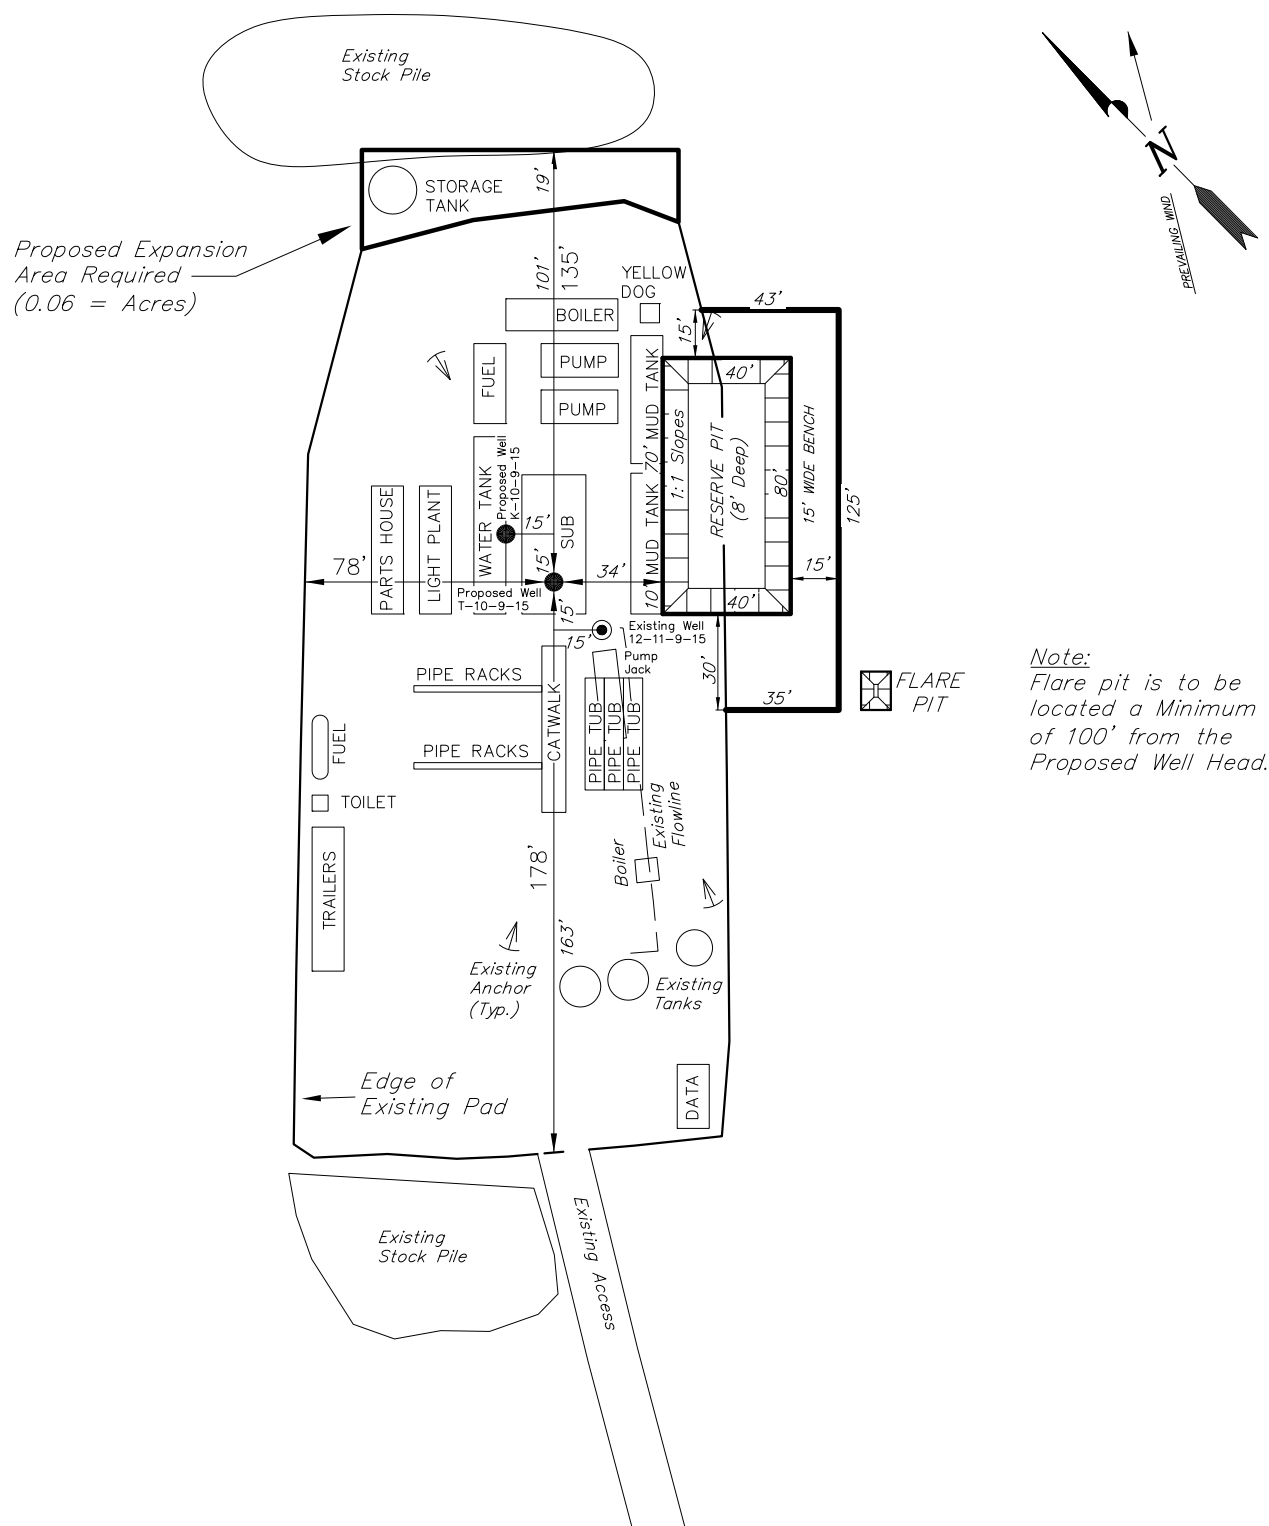 Existing
Stock Pile
N
PREVAILING WIND
STORAGE
TANK
19'
Proposed Expansion
Area Required
(0.06 = Acres)
101'
135'
YELLOW
DOG
43'
BOILER
15'
PUMP
FUEL
MUD TANK
40'
PUMP
1:1 Slopes
RESERVE PIT
(8' Deep)
80'
15' WIDE BENCH
125'
70'
Proposed Well
K-10-9-15
WATER TANK
PARTS HOUSE
LIGHT PLANT
15'
SUB
MUD TANK
15'
78'
34'
15'
10'
40'
Proposed Well
T-10-9-15
15'
15'
Existing Well
12-11-9-15
Pump
Jack
30'
35'
FLARE
PIT
Note:
Flare pit is to be
located a Minimum
of 100' from the
Proposed Well Head.
PIPE RACKS
CATWALK
PIPE TUB
PIPE TUB
PIPE TUB
FUEL
PIPE RACKS
TOILET
Existing
Flowline
TRAILERS
178'
Boiler
163'
Existing
Anchor
(Typ.)
Existing
Tanks
DATA
Edge of
Existing Pad
Existing
Stock Pile
Existing Access